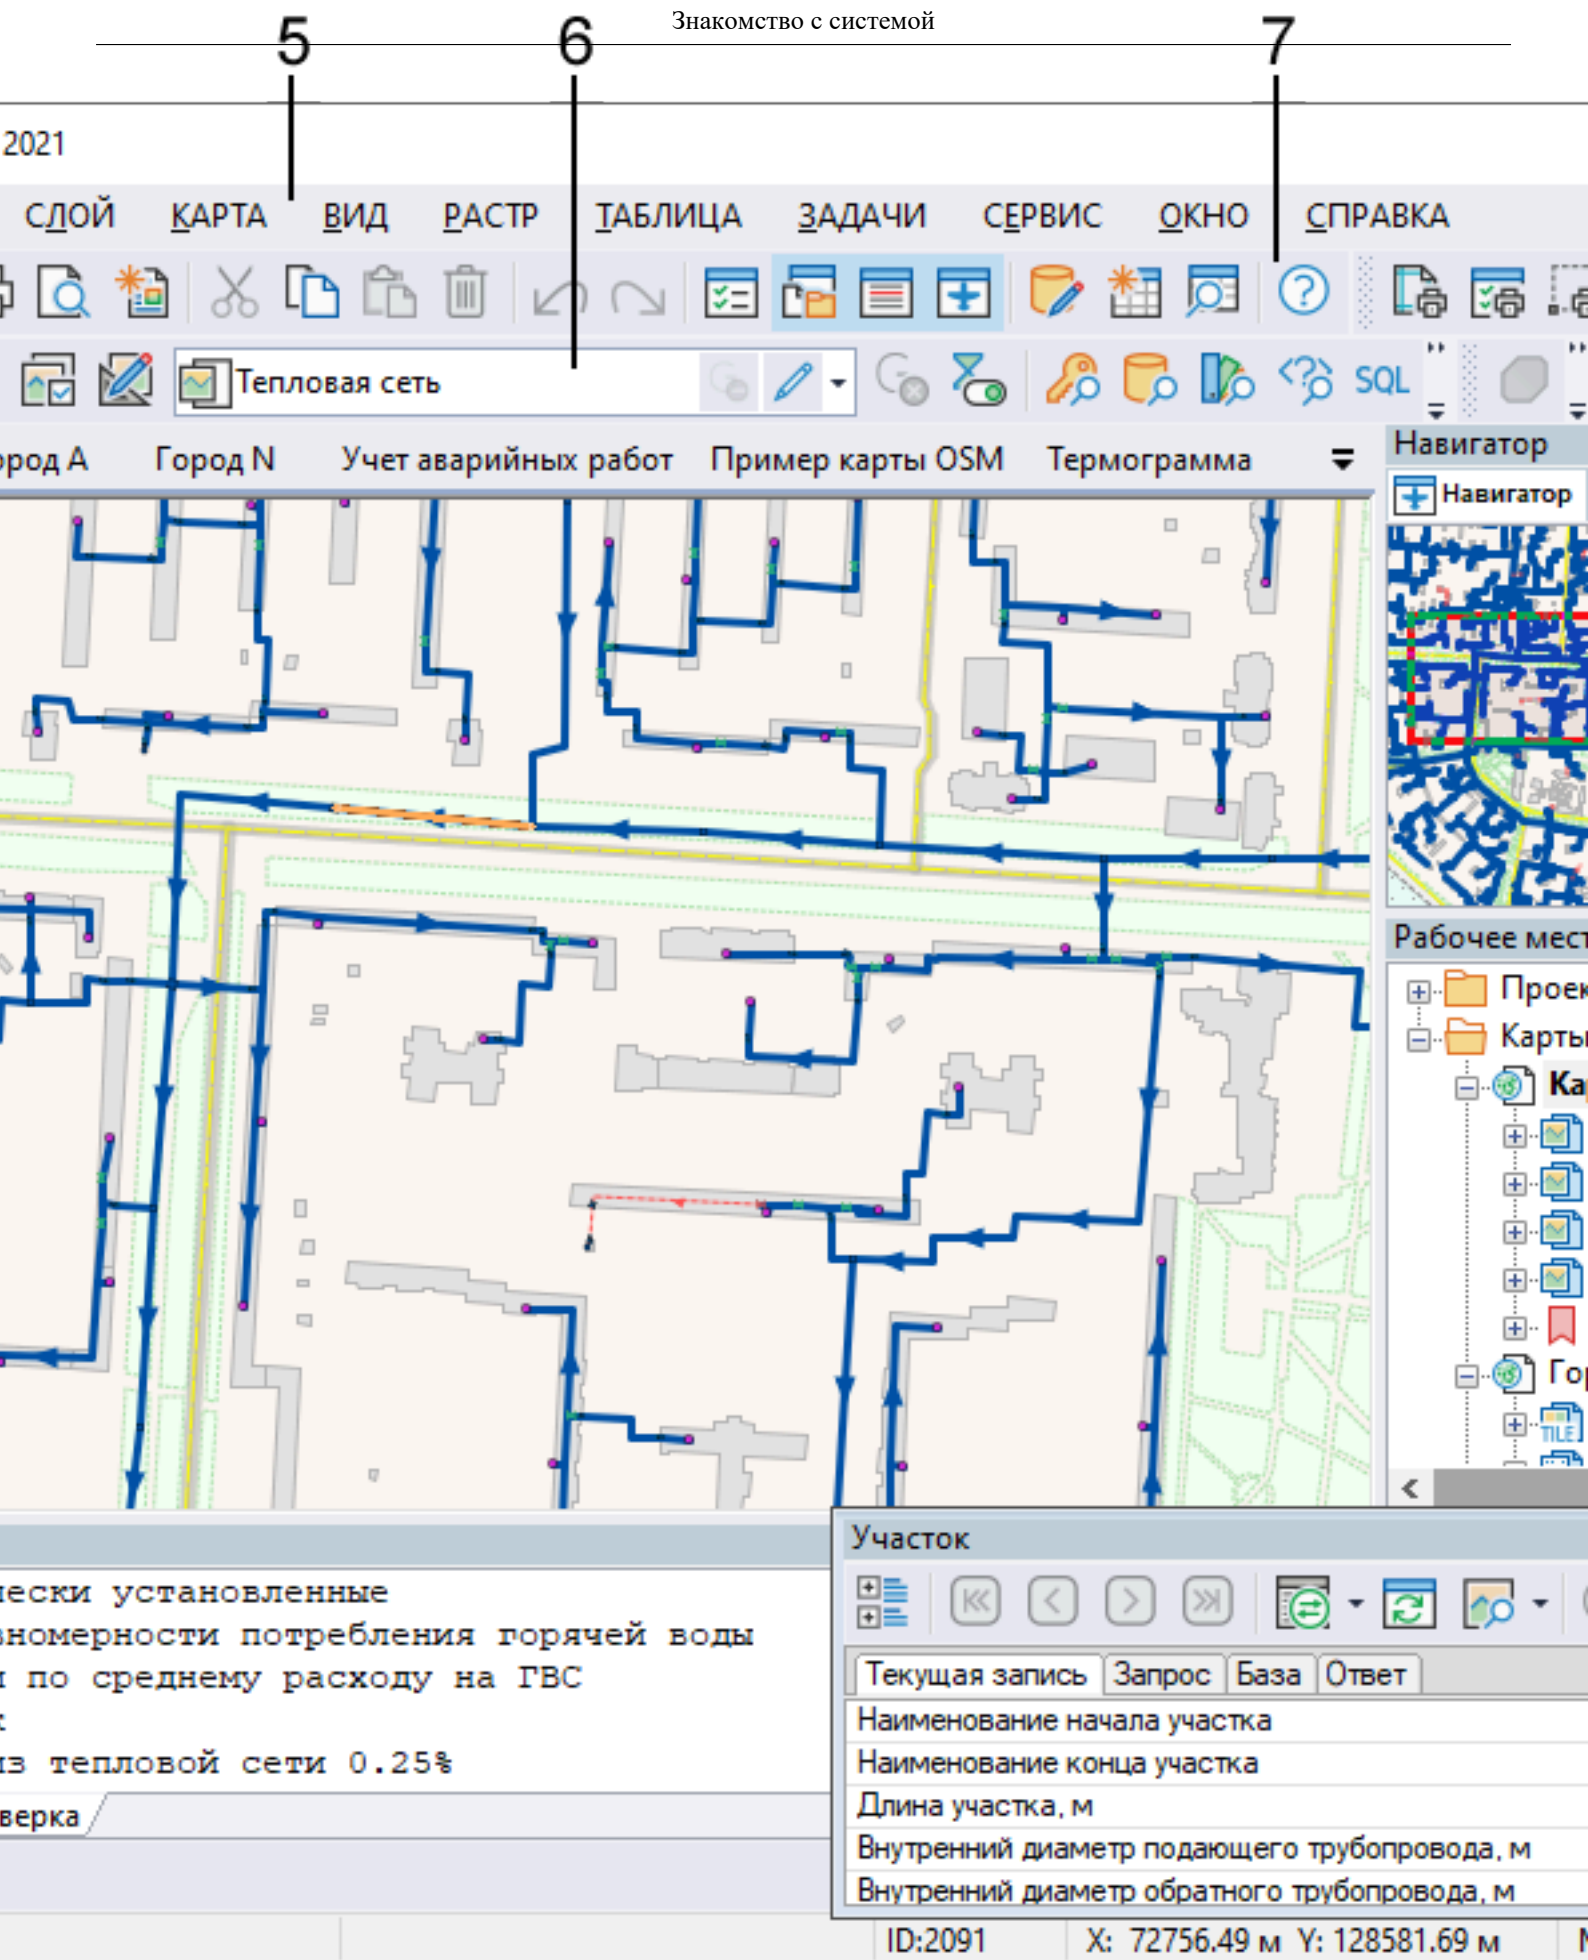 Знакомство с системой
5 6 7
2021
СЛОЙ КАРТА ВИД РАСТР ТАБЛИЦА ЗАДАЧИ СЕРВИС ОКНО СПРАВКА
Тепловая сеть
SQL
ород А Город N Учет аварийных работ Пример карты OSM Термограмма
Навигатор
Навигатор
Рабочее мест
Проек
Карты
Ка
Гор
TILE
Участок
чески установленные
вномерности потребления горячей воды
и по среднему расходу на ГВС
из тепловой сети 0.25%
верка
Текущая запись Запрос База Ответ
Наименование начала участка
Наименование конца участка
Длина участка, м
Внутренний диаметр подающего трубопровода, м
Внутренний диаметр обратного трубопровода, м
ID:2091 X: 72756.49 м Y: 128581.69 м